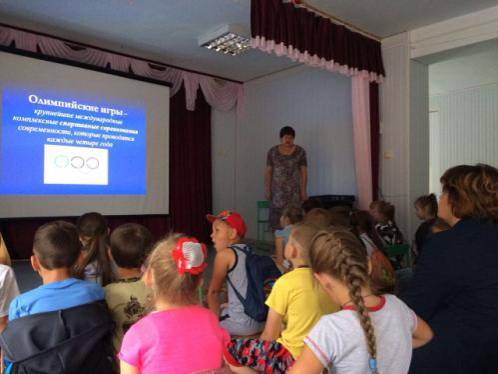 Олимпийские игры –
крупнейшие международные
комплексные спортивные соревнования
современности, которые проводятся
каждые четыре года